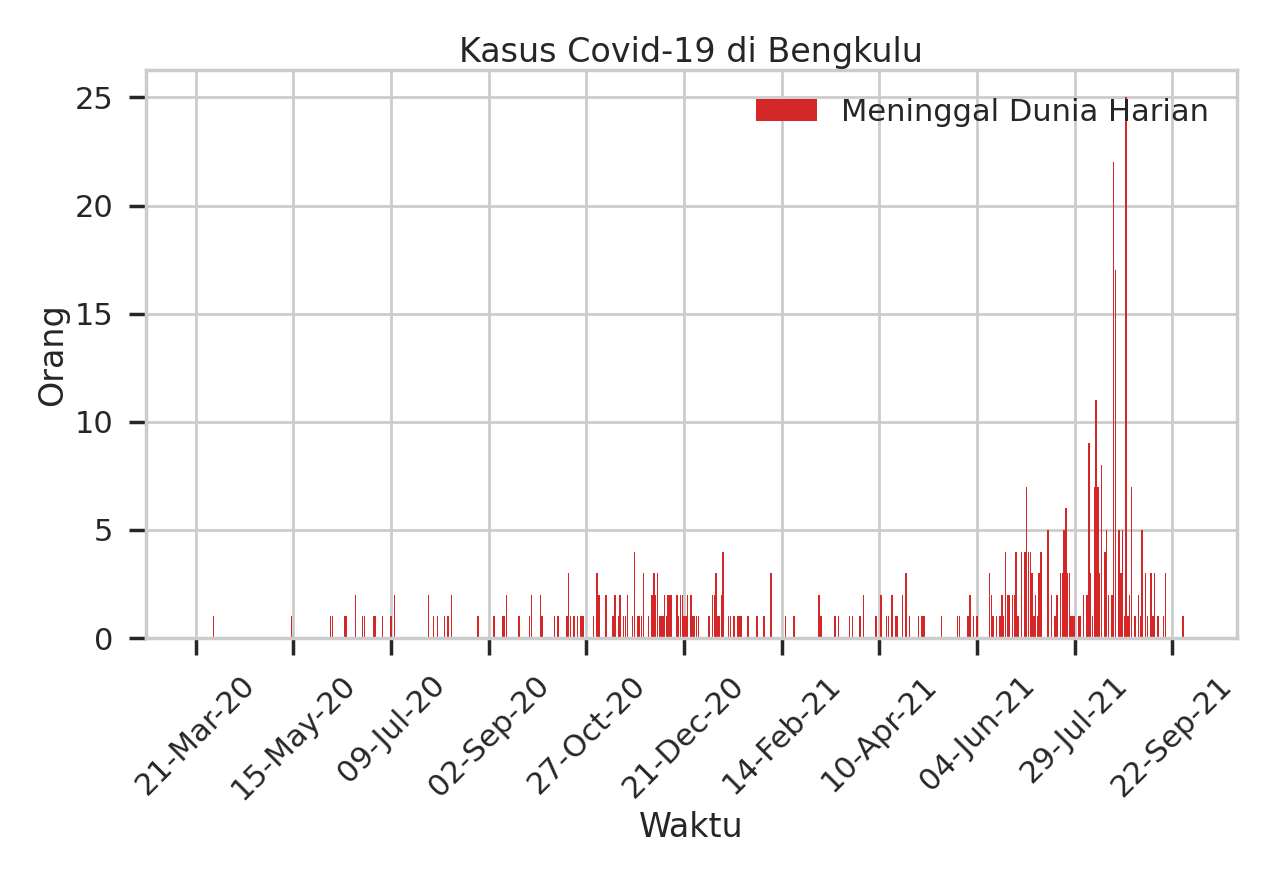 Kasus Covid-19 di Bengkulu
Meninggal Dunia Harian
Orang
25
20
15
10
5
0
21-Mar-20
15-May-20
09-Jul-20
02-Sep-20
27-Oct-20
21-Dec-20
14-Feb-21
10-Apr-21
04-Jun-21
29-Jul-21
22-Sep-21
Waktu